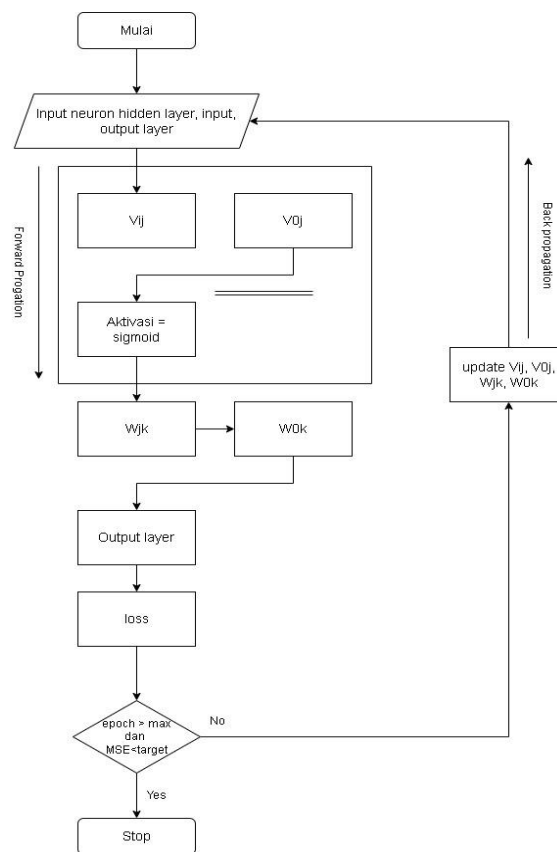 Mulai
Input neuron hidden layer, input,
output layer
Forward Progation
Vij
V0j
Aktivasi =
sigmoid
Wjk
W0k
Output layer
loss
epoch > max
dan
MSE<target
No
Yes
Stop
update Vij, V0j,
Wjk, W0k
Back propagation